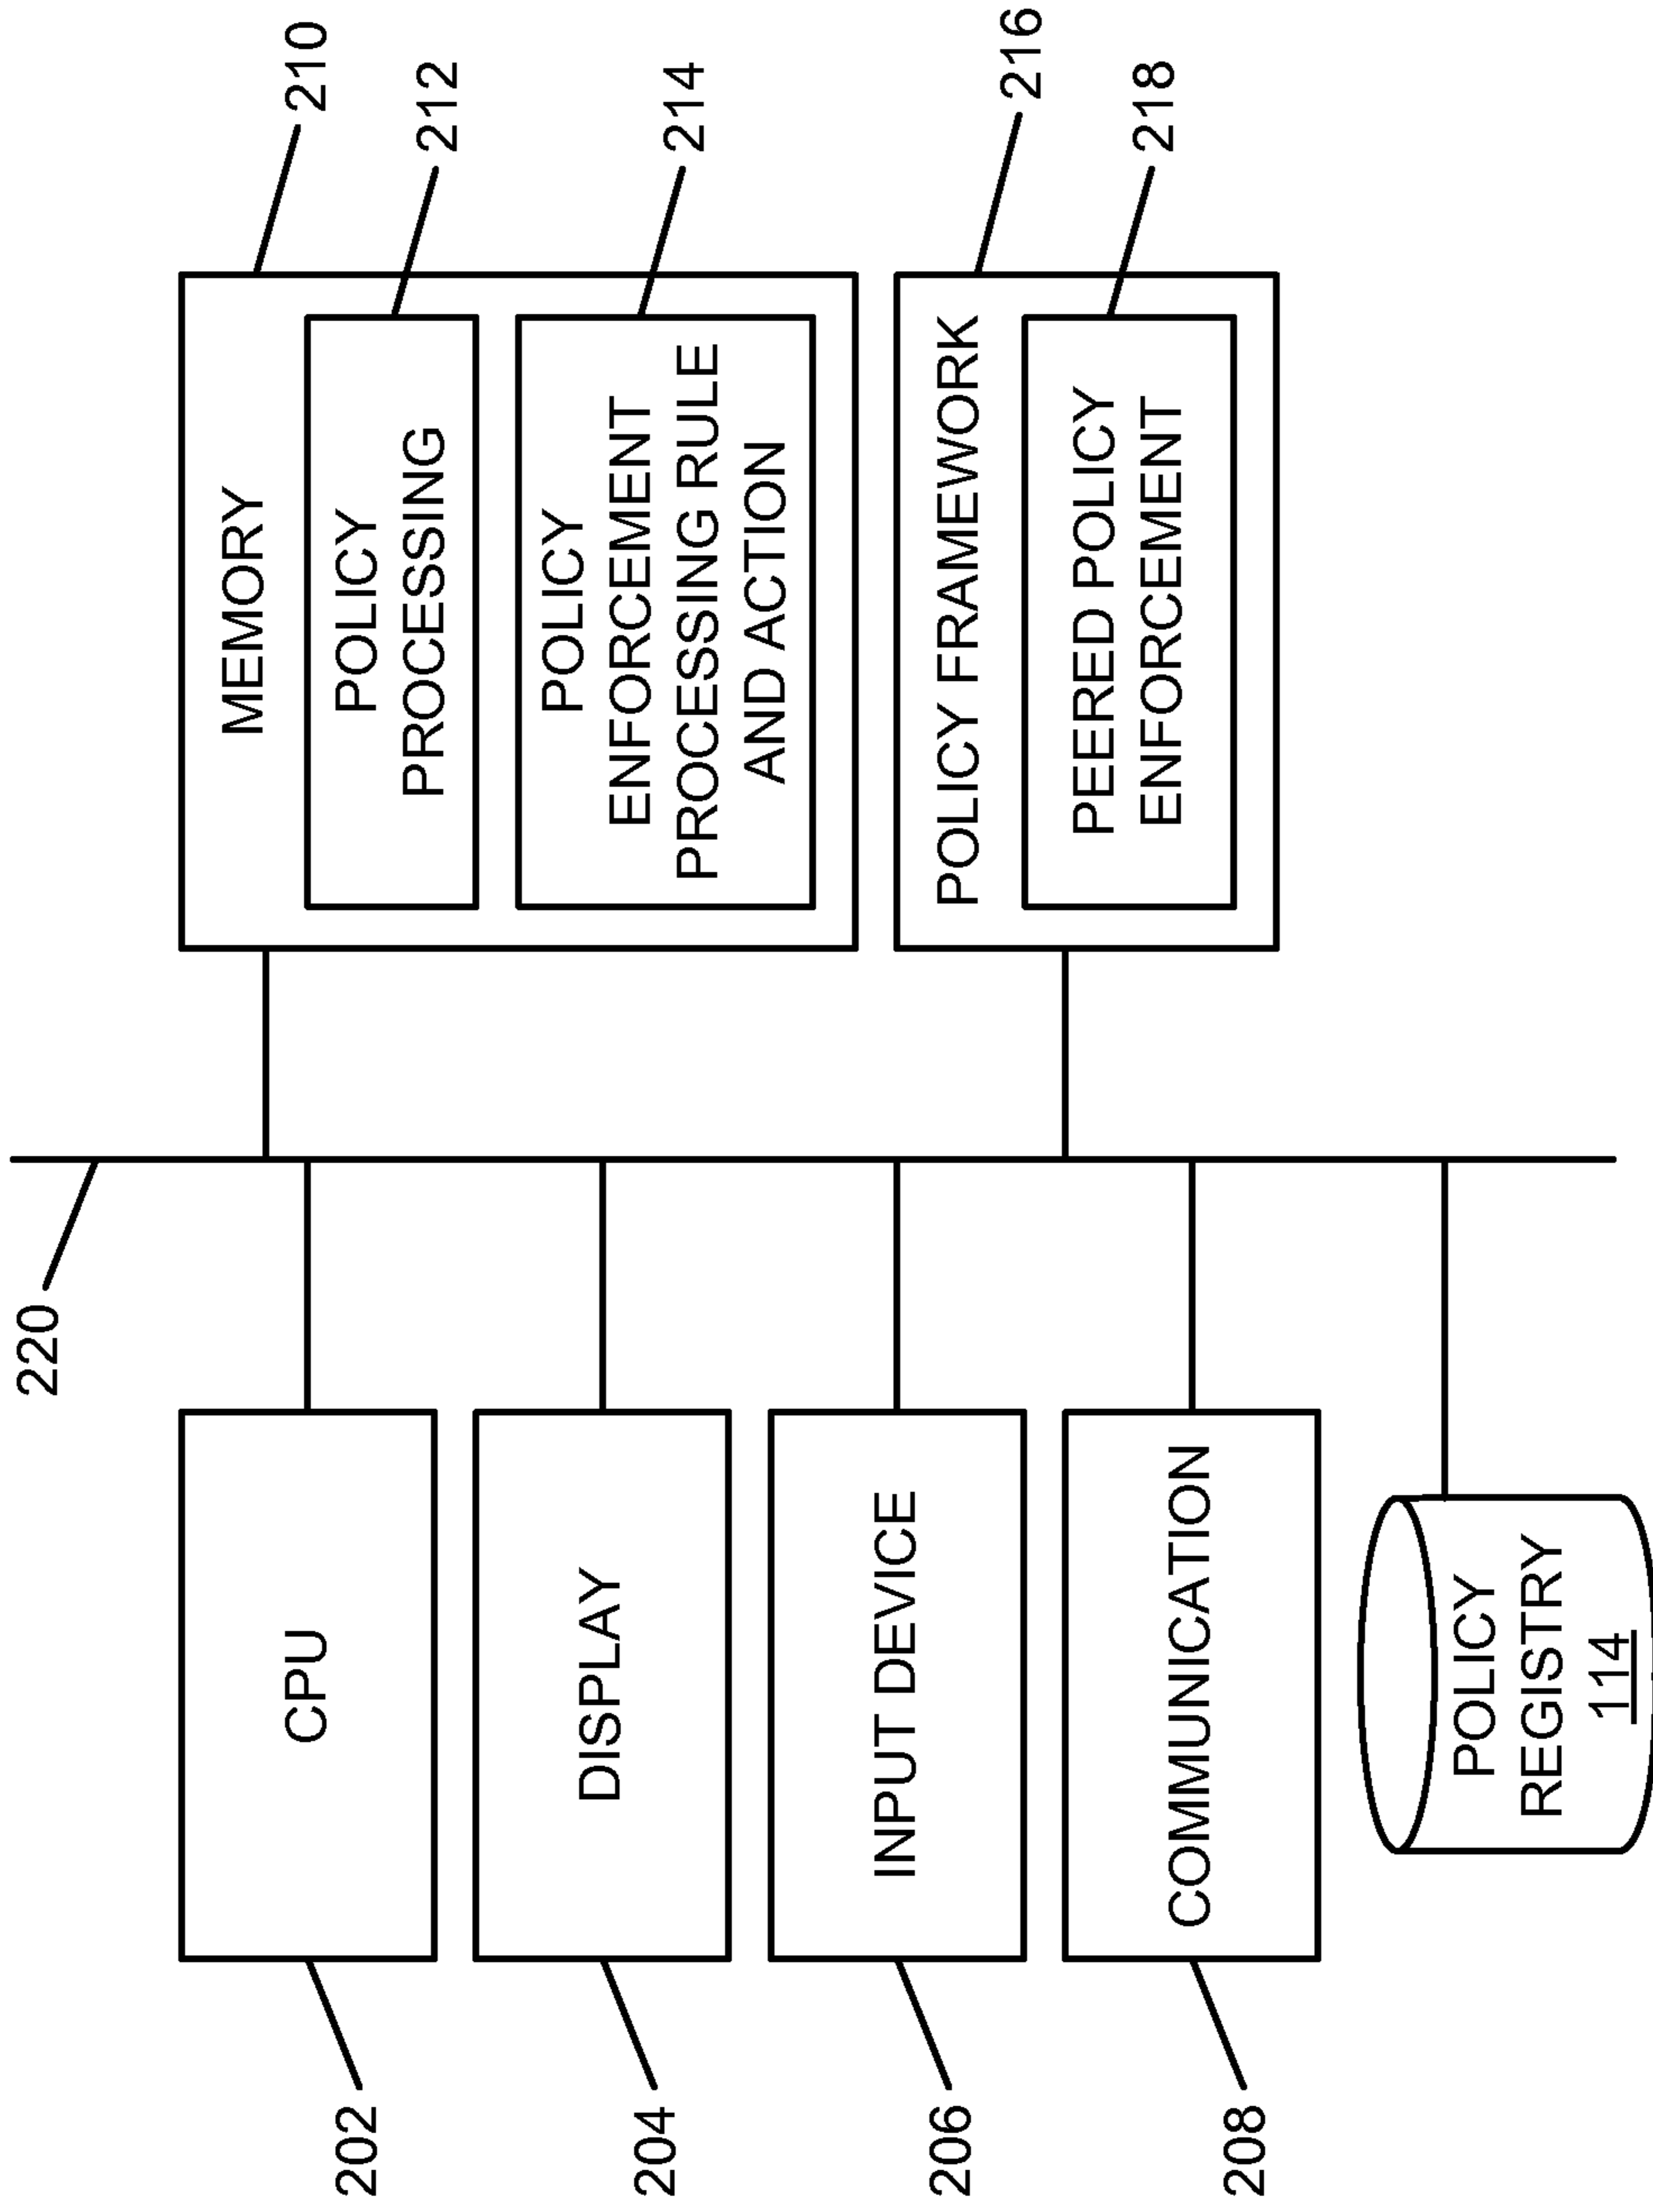 220
202
CPU
204
DISPLAY
206
INPUT DEVICE
208
COMMUNICATION
POLICY
REGISTRY
114
MEMORY
210
POLICY
PROCESSING
212
POLICY
ENFORCEMENT
PROCESSING RULE
AND ACTION
214
POLICY FRAMEWORK
216
PEERED POLICY
ENFORCEMENT
218